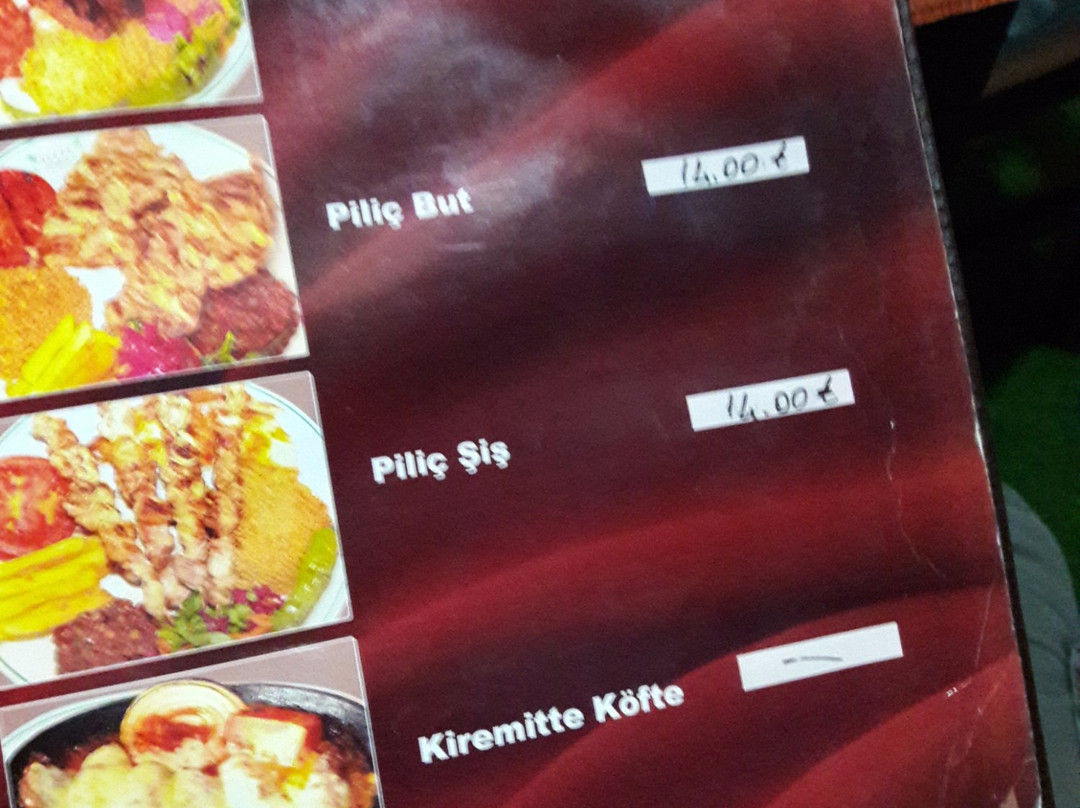 Piliç But
14.00 ₺
Piliç Şiş
14.00 ₺
Kiremitte Köfte
—